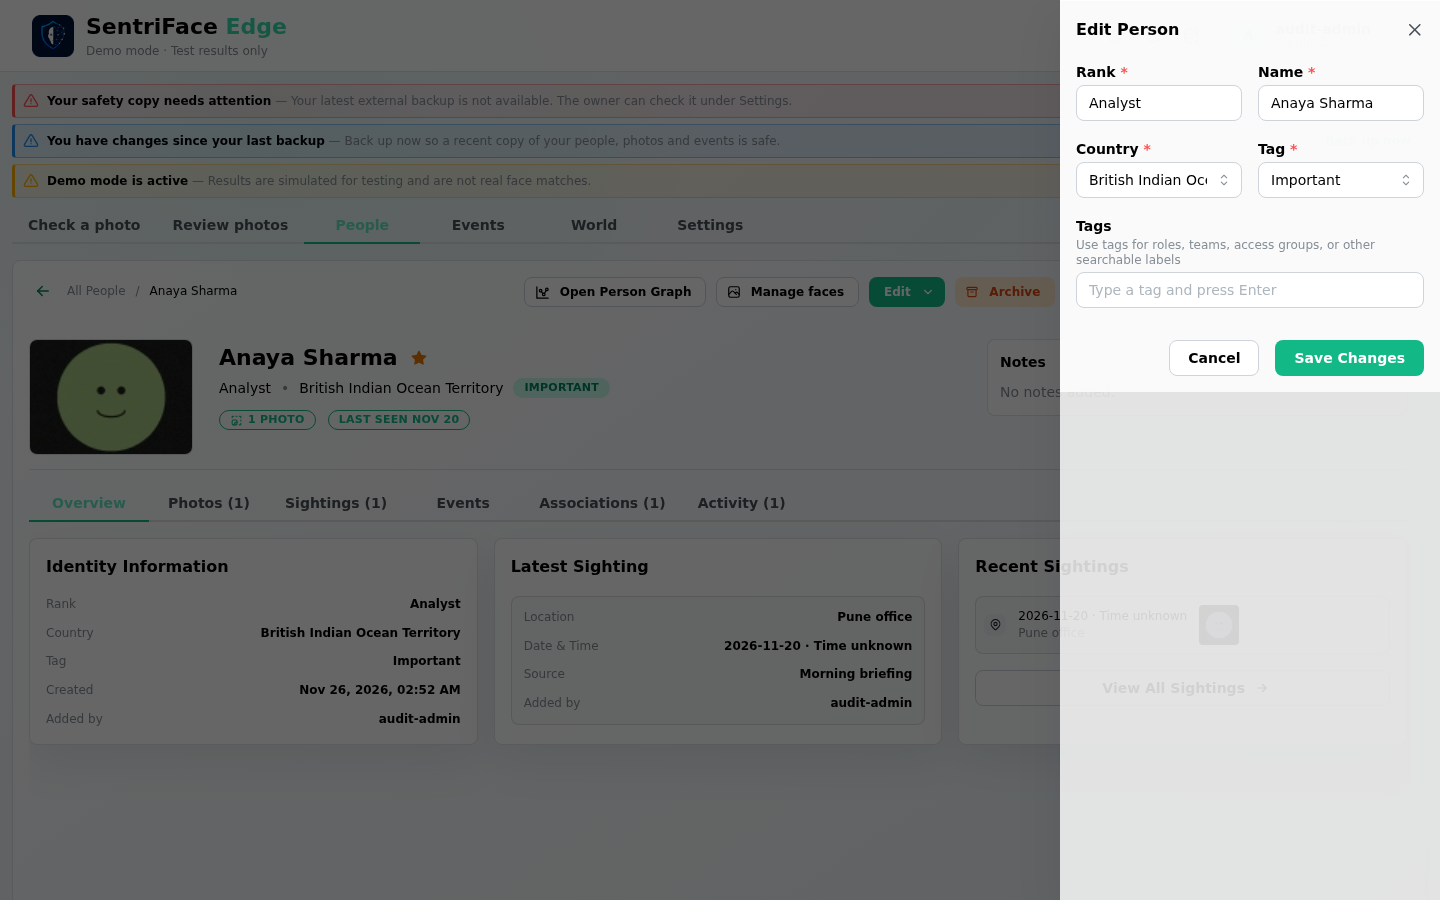 SentriFace Edge
Demo mode · Test results only
Your safety copy needs attention — Your latest external backup is not available. The owner can check it under Settings.
You have changes since your last backup — Back up now so a recent copy of your people, photos and events is safe.
Demo mode is active — Results are simulated for testing and are not real face matches.
Check a photo
Review photos
People
Events
World
Settings
All People / Anaya Sharma
Open Person Graph
Manage faces
Edit
Archive
Anaya Sharma
Analyst • British Indian Ocean Territory IMPORTANT
1 PHOTO
LAST SEEN NOV 20
Notes
No notes added.
Overview
Photos (1)
Sightings (1)
Events
Associations (1)
Activity (1)
Identity Information
Rank Analyst
Country British Indian Ocean Territory
Tag Important
Created Nov 26, 2026, 02:52 AM
Added by audit-admin
Latest Sighting
Location Pune office
Date & Time 2026-11-20 · Time unknown
Source Morning briefing
Added by audit-admin
Recent Sightings
2026-11-20 · Time unknown
Pune office
View All Sightings
Edit Person
Rank *
Analyst
Name *
Anaya Sharma
Country *
British Indian Oc
Tag *
Important
Tags
Use tags for roles, teams, access groups, or other
searchable labels
Type a tag and press Enter
Cancel
Save Changes